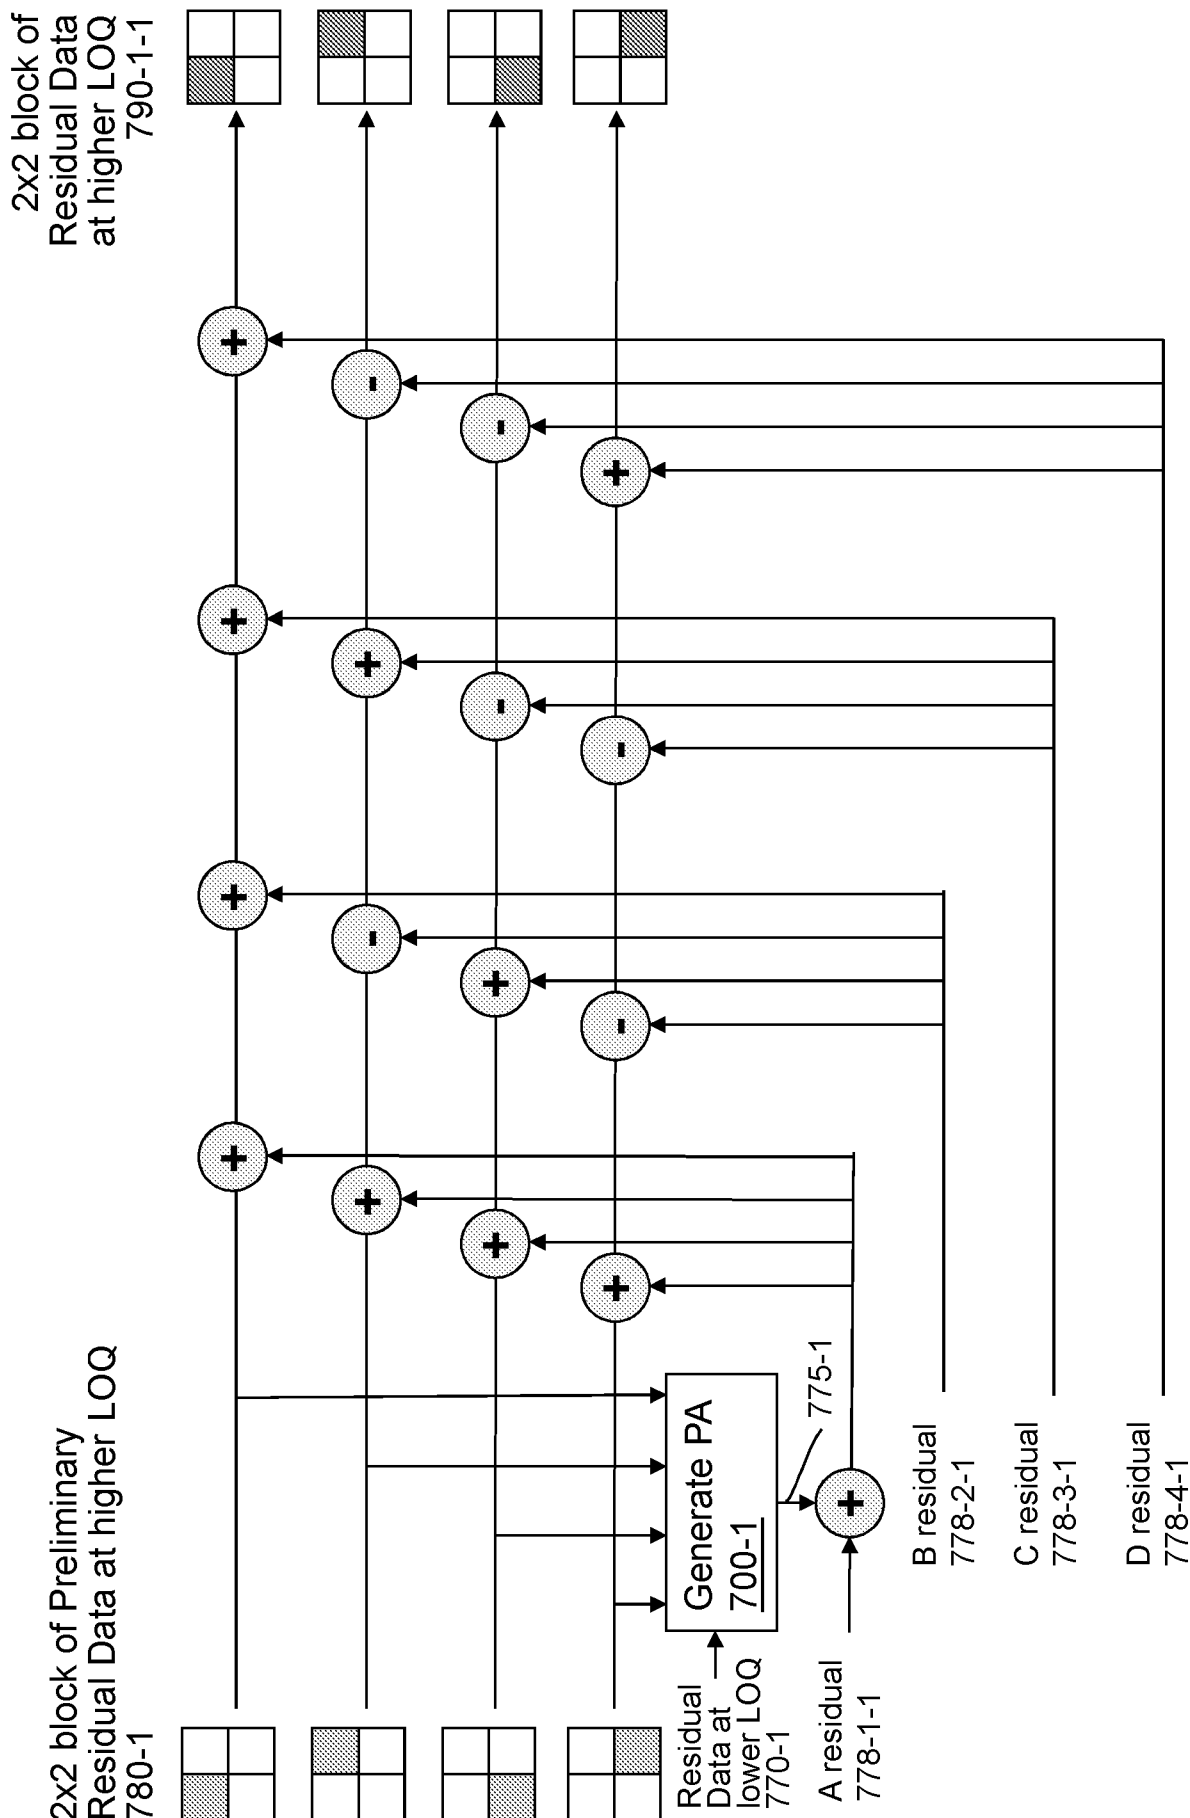 2x2 block of Preliminary
Residual Data at higher LOQ
780-1
2x2 block of
Residual Data
at higher LOQ
790-1-1
+
-
-
+
+
+
-
-
+
-
+
-
+
+
+
+
Generate PA
700-1
775-1
+
Residual
Data at
lower LOQ
770-1
A residual
778-1-1
B residual
778-2-1
C residual
778-3-1
D residual
778-4-1